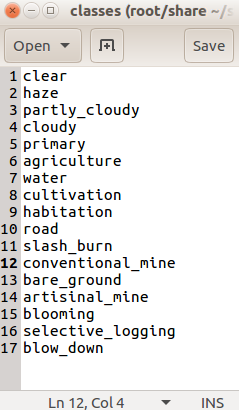 classes (root/share ~/s
Open
Save
1 clear
2 haze
3 partly_cloudy
4 cloudy
5 primary
6 agriculture
7 water
8 cultivation
9 habitation
10 road
11 slash_burn
12 conventional_mine
13 bare_ground
14 artisinal_mine
15 blooming
16 selective_logging
17 blow_down
Ln 12, Col 4 INS